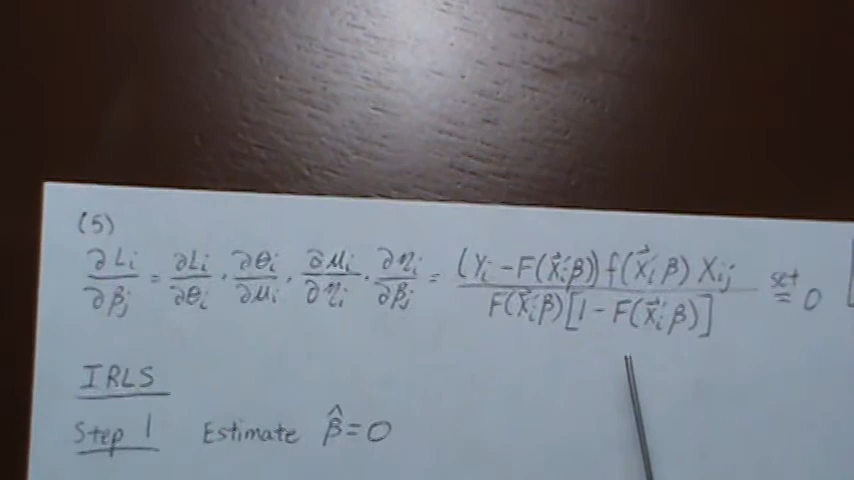 (5)
∂Li/∂βj = ∂Li/∂θi · ∂θi/∂μi · ∂μi/∂ηi · ∂ηi/∂βj = (Yi - F(X⃗i'β)) f(X⃗i'β) Xij / F(X⃗i'β)[1 - F(X⃗i'β)] set = 0
IRLS
Step 1 Estimate β̂ = 0